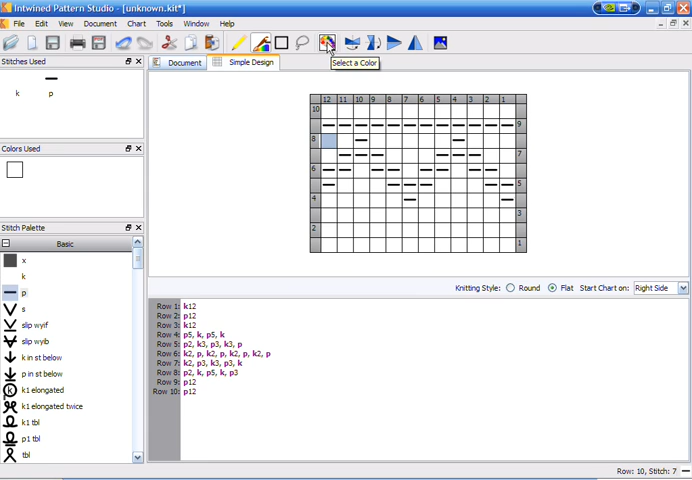 Intwined Pattern Studio - [unknown.kit*]
File Edit View Document Chart Tools Window Help
Stitches Used
k p
Colors Used
Stitch Palette
Basic
x
k
p
s
slip wyif
slip wyib
k in st below
p in st below
k1 elongated
k1 elongated twice
k1 tbl
p1 tbl
tbl
Document Simple Design
Select a Color
12 11 10 9 8 7 6 5 4 3 2 1
10
9
8
7
6
5
4
3
2
1
Knitting Style: Round Flat Start Chart on: Right Side
Row 1: k12
Row 2: p12
Row 3: k12
Row 4: p5, k, p5, k
Row 5: p2, k3, p3, k3, p
Row 6: k2, p, k2, p, k2, p, k2, p
Row 7: k2, p3, k3, p3, k
Row 8: p2, k, p5, k, p3
Row 9: p12
Row 10: p12
Row: 10, Stitch: 7